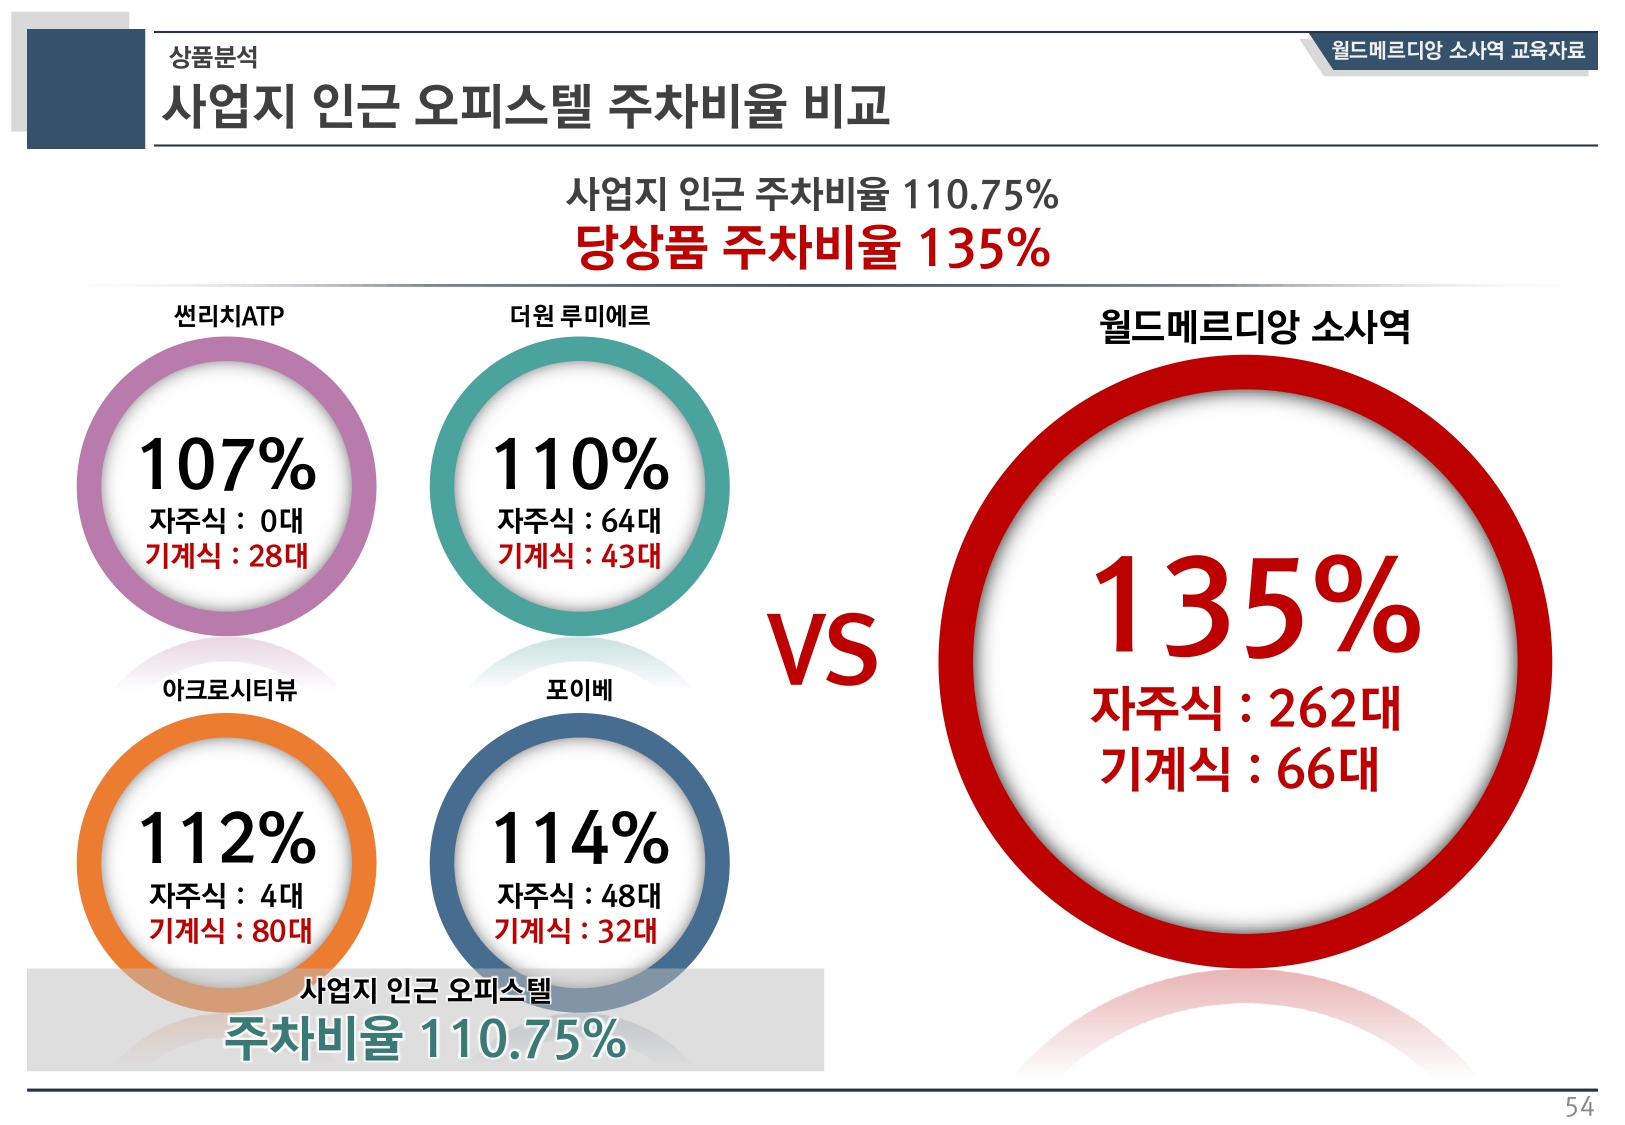 상품분석
월드메르디앙 소사역 교육자료
사업지 인근 오피스텔 주차비율 비교
사업지 인근 주차비율 110.75%
당상품 주차비율 135%
썬리치ATP
107%
자주식 : 0대
기계식 : 28대
더원 루미에르
110%
자주식 : 64대
기계식 : 43대
아크로시티뷰
112%
자주식 : 4대
기계식 : 80대
포이베
114%
자주식 : 48대
기계식 : 32대
사업지 인근 오피스텔
주차비율 110.75%
VS
월드메르디앙 소사역
135%
자주식 : 262대
기계식 : 66대
54